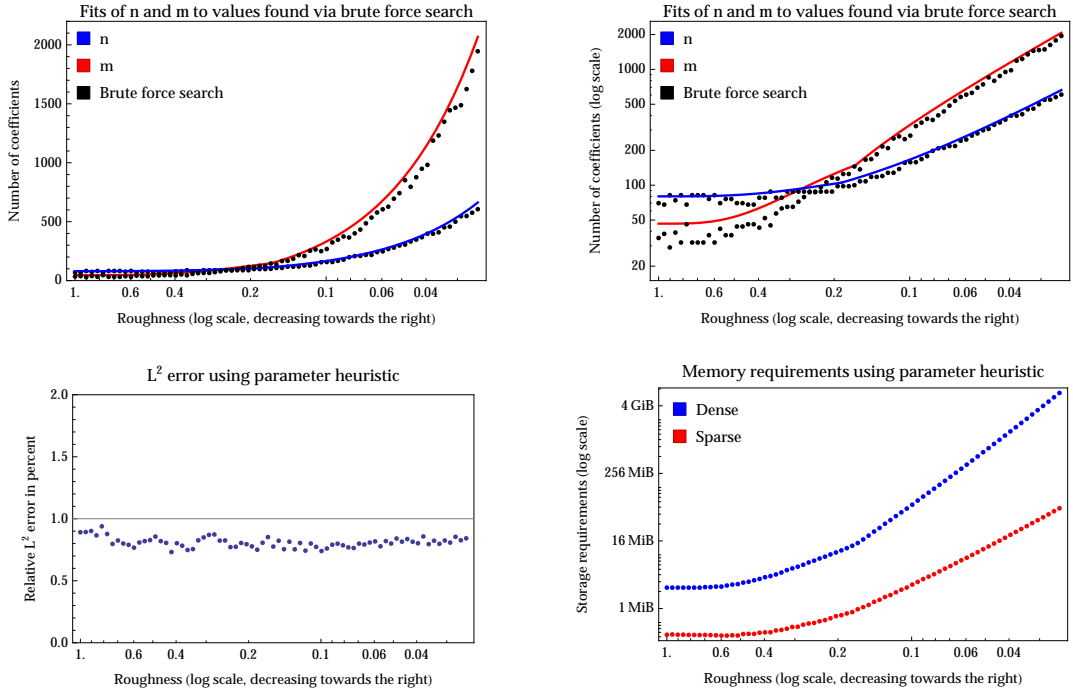 Fits of n and m to values found via brute force search
n
m
Brute force search
Number of coefficients
2000
1500
1000
500
0
1.
0.6
0.4
0.2
0.1
0.06
0.04
Roughness (log scale, decreasing towards the right)
Fits of n and m to values found via brute force search
n
m
Brute force search
Number of coefficients (log scale)
2000
1000
500
200
100
50
20
1.
0.6
0.4
0.2
0.1
0.06
0.04
Roughness (log scale, decreasing towards the right)
L² error using parameter heuristic
Relative L² error in percent
2.0
1.5
1.0
0.5
0.0
1.
0.6
0.4
0.2
0.1
0.06
0.04
Roughness (log scale, decreasing towards the right)
Memory requirements using parameter heuristic
Dense
Sparse
Storage requirements (log scale)
4 GiB
256 MiB
16 MiB
1 MiB
1.
0.6
0.4
0.2
0.1
0.06
0.04
Roughness (log scale, decreasing towards the right)